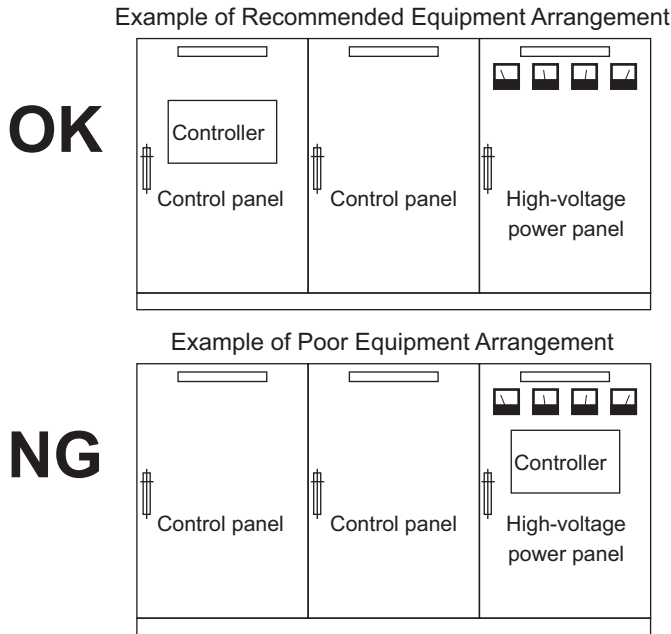 Example of Recommended Equipment Arrangement
OK
Controller
Control panel
Control panel
High-voltage
power panel
Example of Poor Equipment Arrangement
NG
Controller
Control panel
Control panel
High-voltage
power panel